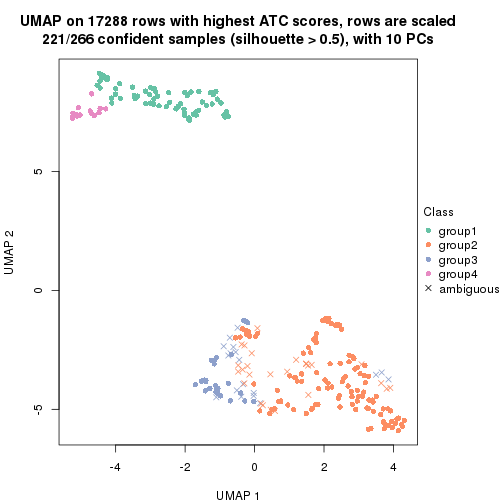 UMAP on 17288 rows with highest ATC scores, rows are scaled
221/266 confident samples (silhouette > 0.5), with 10 PCs
5
0
-5
UMAP 2
-4
-2
0
2
4
UMAP 1
Class
group1
group2
group3
group4
ambiguous